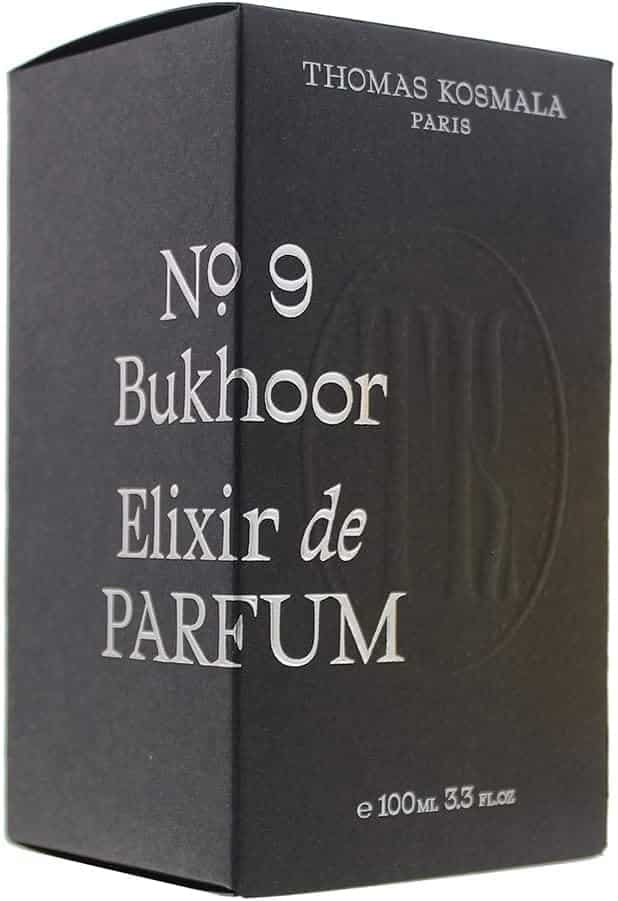 THOMAS KOSMALA
PARIS
Nº 9
Bukhoor
Elixir de
PARFUM
e 100ML 3.3 FL.OZ